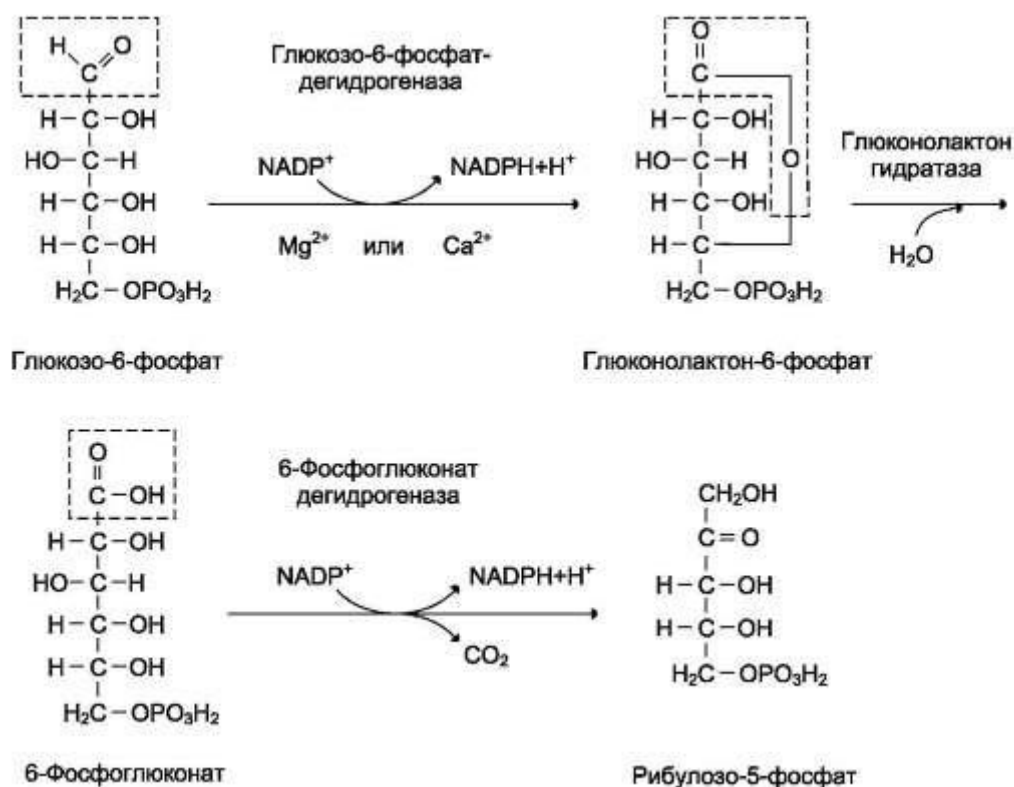 Глюкозо-6-фосфат-
дегидрогеназа
H O
C
H–C–OH
HO–C–H
H–C–OH
H–C–OH
H₂C–OPO₃H₂
NADP⁺ NADPH+H⁺
Mg²⁺ или Ca²⁺
O
C
H–C–OH
HO–C–H
O
H–C–OH
H–C
H₂C–OPO₃H₂
Глюконолактон
гидратаза
H₂O
Глюкозо-6-фосфат
Глюконолактон-6-фосфат
O
C–OH
H–C–OH
HO–C–H
H–C–OH
H–C–OH
H₂C–OPO₃H₂
6-Фосфоглюконат
дегидрогеназа
NADP⁺ NADPH+H⁺
CO₂
CH₂OH
C=O
H–C–OH
H–C–OH
H₂C–OPO₃H₂
6-Фосфоглюконат
Рибулозо-5-фосфат